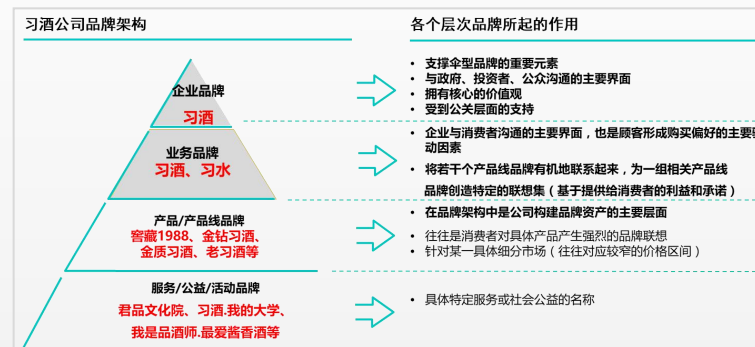 习酒公司品牌架构
各个层次品牌所起的作用
企业品牌
习酒
• 支撑伞型品牌的重要元素
• 与政府、投资者、公众沟通的主要界面
• 拥有核心的价值观
• 受到公关层面的支持
业务品牌
习酒、习水
• 企业与消费者沟通的主要界面，也是顾客形成购买偏好的主要驱
动因素
• 将若干个产品线品牌有机地联系起来，为一组相关产品线
品牌创造特定的联想集（基于提供给消费者的利益和承诺）
• 在品牌架构中是公司构建品牌资产的主要层面
产品/产品线品牌
窖藏1988、金钻习酒、
金质习酒、老习酒等
• 往往是消费者对具体产品产生强烈的品牌联想
• 针对某一具体细分市场（往往对应较窄的价格区间）
服务/公益/活动品牌
君品文化院、习酒.我的大学、
我是品酒师.最爱酱香酒等
• 具体特定服务或社会公益的名称